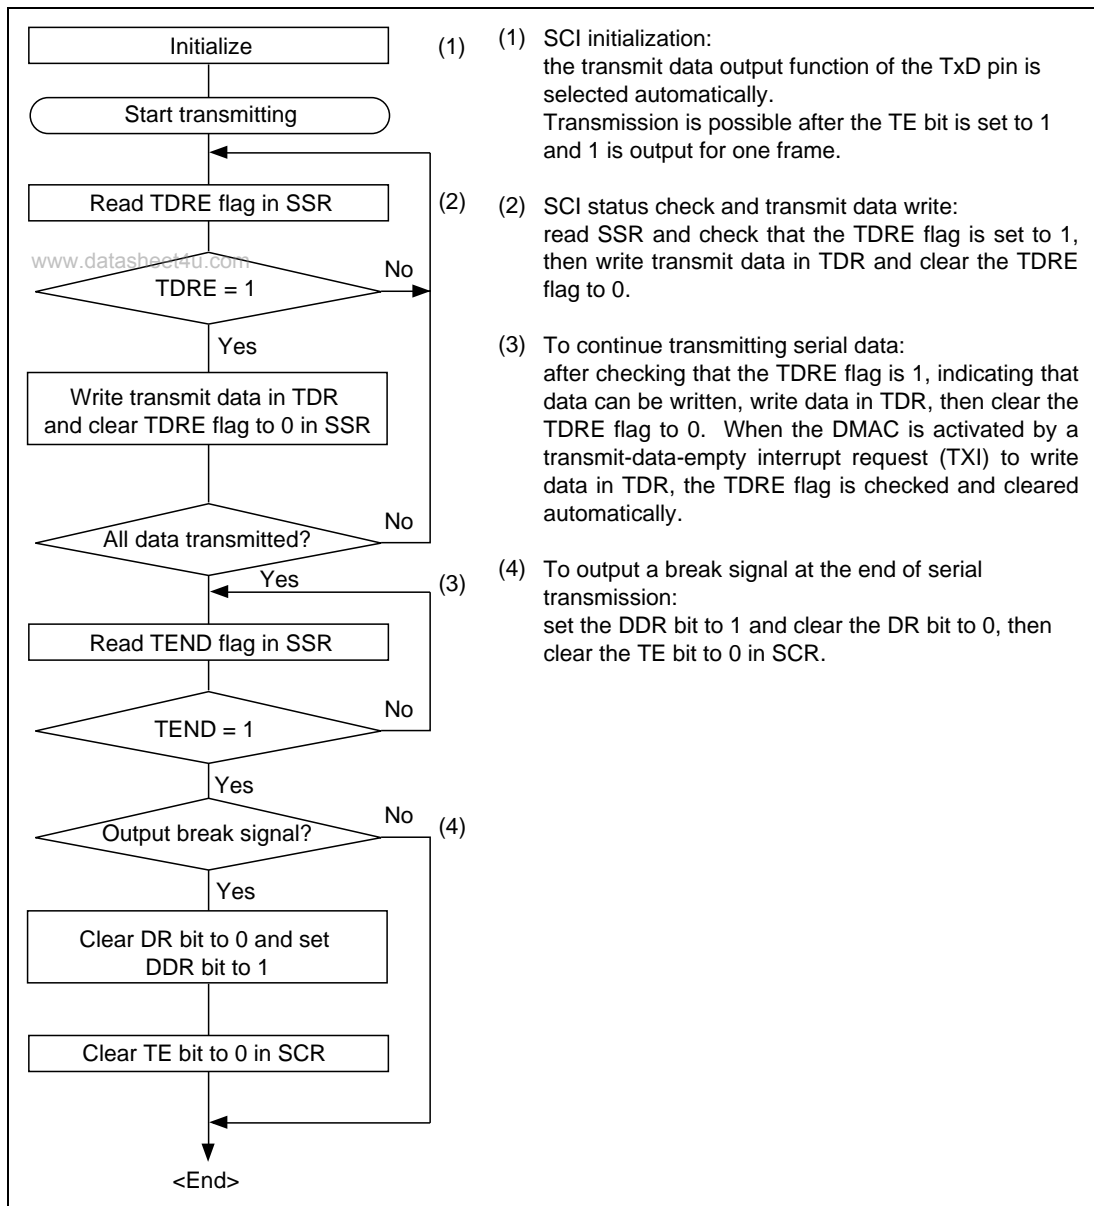 Initialize
(1)
Start transmitting
Read TDRE flag in SSR
(2)
www.datasheet4u.com
TDRE = 1
No
Yes
Write transmit data in TDR
and clear TDRE flag to 0 in SSR
All data transmitted?
No
Yes
(3)
Read TEND flag in SSR
TEND = 1
No
Yes
Output break signal?
No
(4)
Yes
Clear DR bit to 0 and set
DDR bit to 1
Clear TE bit to 0 in SCR
<End>
(1) SCI initialization:
the transmit data output function of the TxD pin is
selected automatically.
Transmission is possible after the TE bit is set to 1
and 1 is output for one frame.
(2) SCI status check and transmit data write:
read SSR and check that the TDRE flag is set to 1,
then write transmit data in TDR and clear the TDRE
flag to 0.
(3) To continue transmitting serial data:
after checking that the TDRE flag is 1, indicating that
data can be written, write data in TDR, then clear the
TDRE flag to 0. When the DMAC is activated by a
transmit-data-empty interrupt request (TXI) to write
data in TDR, the TDRE flag is checked and cleared
automatically.
(4) To output a break signal at the end of serial
transmission:
set the DDR bit to 1 and clear the DR bit to 0, then
clear the TE bit to 0 in SCR.